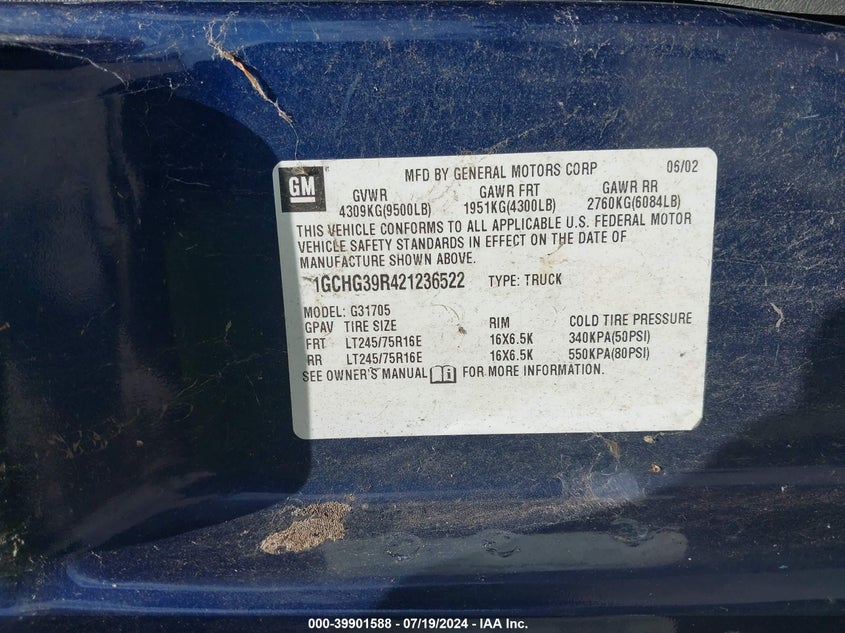 GM
MFD BY GENERAL MOTORS CORP 06/02
GVWR GAWR FRT GAWR RR
4309KG(9500LB) 1951KG(4300LB) 2760KG(6084LB)
THIS VEHICLE CONFORMS TO ALL APPLICABLE U.S. FEDERAL MOTOR
VEHICLE SAFETY STANDARDS IN EFFECT ON THE DATE OF
MANUFACTURE SHOWN ABOVE.
1GCHG39R421236522 TYPE: TRUCK
MODEL: G31705
GPAV TIRE SIZE RIM COLD TIRE PRESSURE
FRT LT245/75R16E 16X6.5K 340KPA(50PSI)
RR LT245/75R16E 16X6.5K 550KPA(80PSI)
SEE OWNER'S MANUAL FOR MORE INFORMATION.
000-39901588 - 07/19/2024 - IAA Inc.